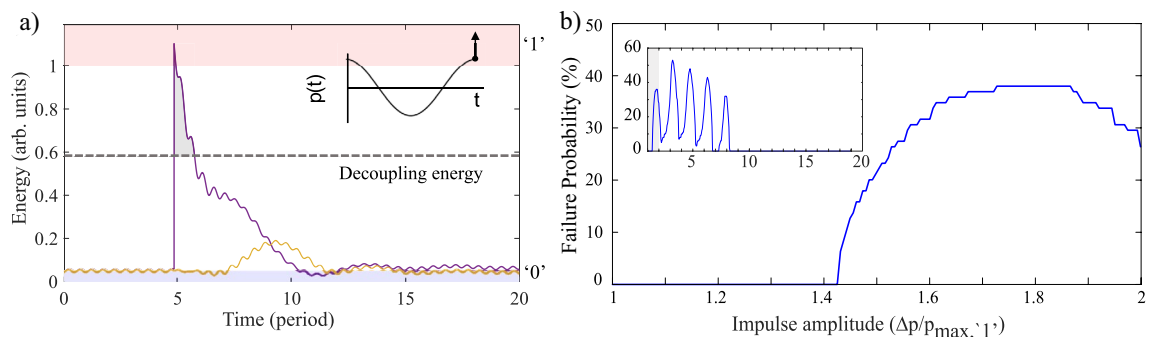 a)
Energy (arb. units)
1
0.8
0.6
0.4
0.2
0
0 5 10 15 20
Time (period)
p(t)
t
Decoupling energy
‘1’
‘0’
b)
Failure Probability (%)
50
40
30
20
10
0
1 1.2 1.4 1.6 1.8 2
Impulse amplitude (Δp/pmax,`1’)
60
40
20
0
5 10 15 20